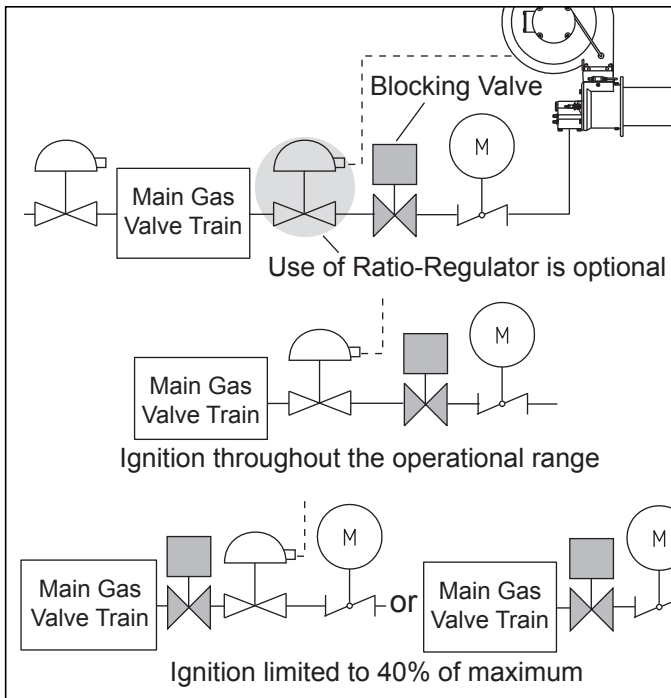 Blocking Valve
M
Main Gas
Valve Train
Use of Ratio-Regulator is optional
M
Main Gas
Valve Train
Ignition throughout the operational range
M
M
Main Gas
Valve Train
or
Main Gas
Valve Train
Ignition limited to 40% of maximum